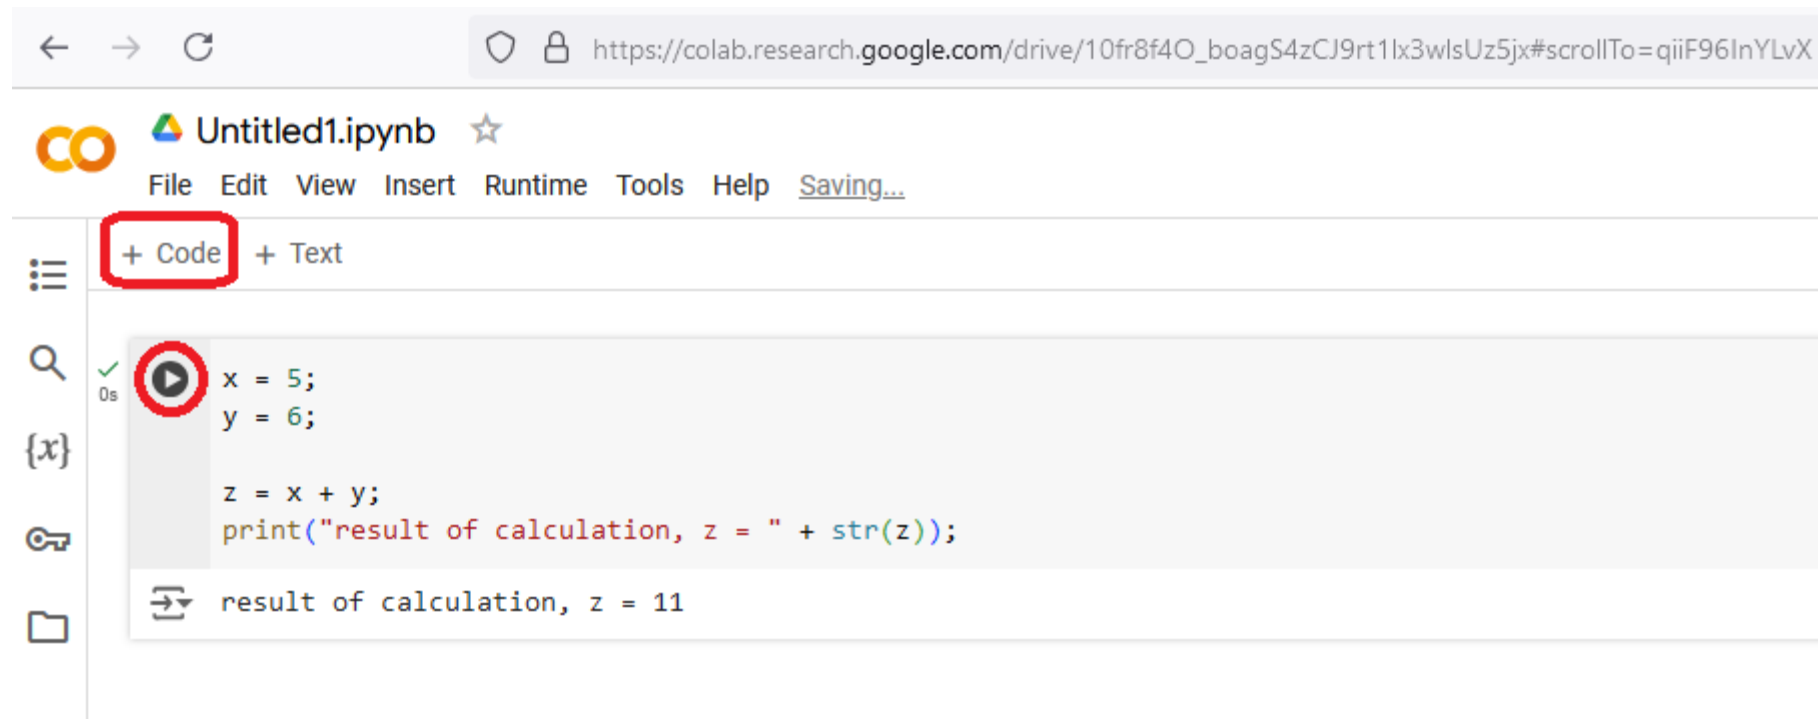 https://colab.research.google.com/drive/10fr8f4O_boagS4zCJ9rt1lx3wlsUz5jx#scrollTo=qiiF96InYLvX
Untitled1.ipynb
File Edit View Insert Runtime Tools Help Saving...
+ Code + Text
0s
x = 5;
y = 6;
{x}
z = x + y;
print("result of calculation, z = " + str(z));
result of calculation, z = 11